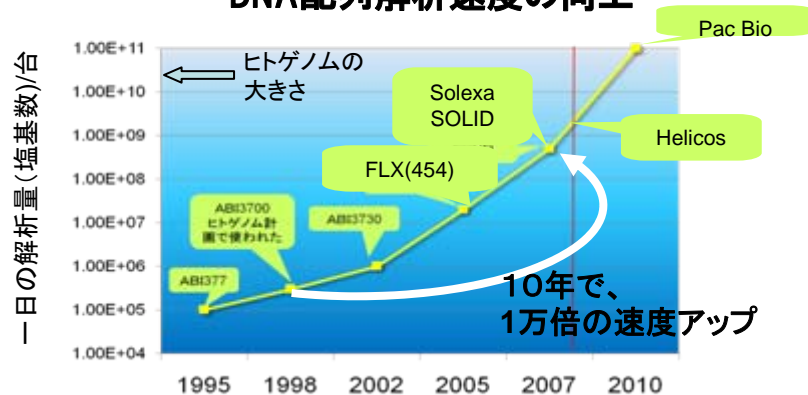 DNA配列解析速度の向上
Pac Bio
1.00E+11
ヒトゲノムの
大きさ
1.00E+10
Solexa
SOLID
1.00E+09
Helicos
FLX(454)
1.00E+08
ABI3700
ヒトゲノム計
画で使われた
ABI3730
1.00E+07
1.00E+06
ABI377
10年で、
1万倍の速度アップ
1.00E+05
1.00E+04
1995 1998 2002 2005 2007 2010
一日の解析量(塩基数)/台